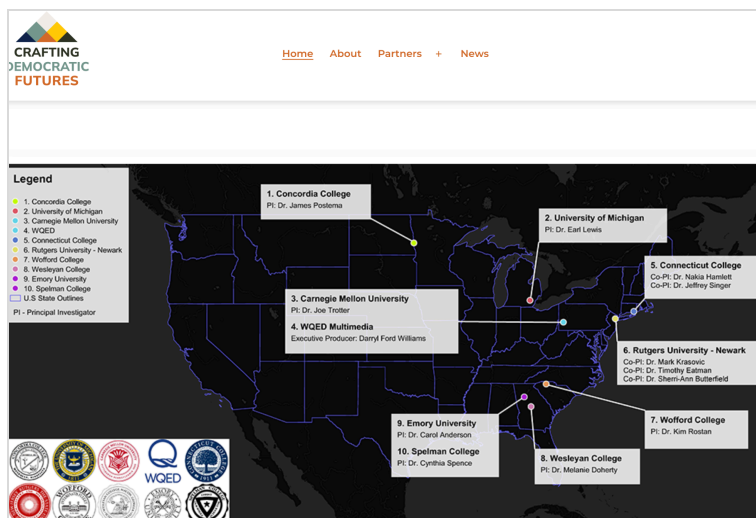 CRAFTING
DEMOCRATIC
FUTURES
Home About Partners + News
Legend
1. Concordia College
2. University of Michigan
3. Carnegie Mellon University
4. WQED
5. Connecticut College
6. Rutgers University - Newark
7. Wofford College
8. Wesleyan College
9. Emory University
10. Spelman College
U.S State Outlines
PI - Principal Investigator
1. Concordia College
PI: Dr. James Postema
2. University of Michigan
PI: Dr. Earl Lewis
3. Carnegie Mellon University
PI: Dr. Joe Trotter
4. WQED Multimedia
Executive Producer: Darryl Ford Williams
5. Connecticut College
Co-PI: Dr. Nakia Hamlett
Co-PI: Dr. Jeffrey Singer
6. Rutgers University - Newark
Co-PI: Dr. Mark Krasovic
Co-PI: Dr. Timothy Eatman
Co-PI: Dr. Sherri-Ann Butterfield
7. Wofford College
PI: Dr. Kim Rostan
8. Wesleyan College
PI: Dr. Melanie Doherty
9. Emory University
PI: Dr. Carol Anderson
10. Spelman College
PI: Dr. Cynthia Spence
WQED
CONNECTICUT COLLEGE
1911
WOFFORD